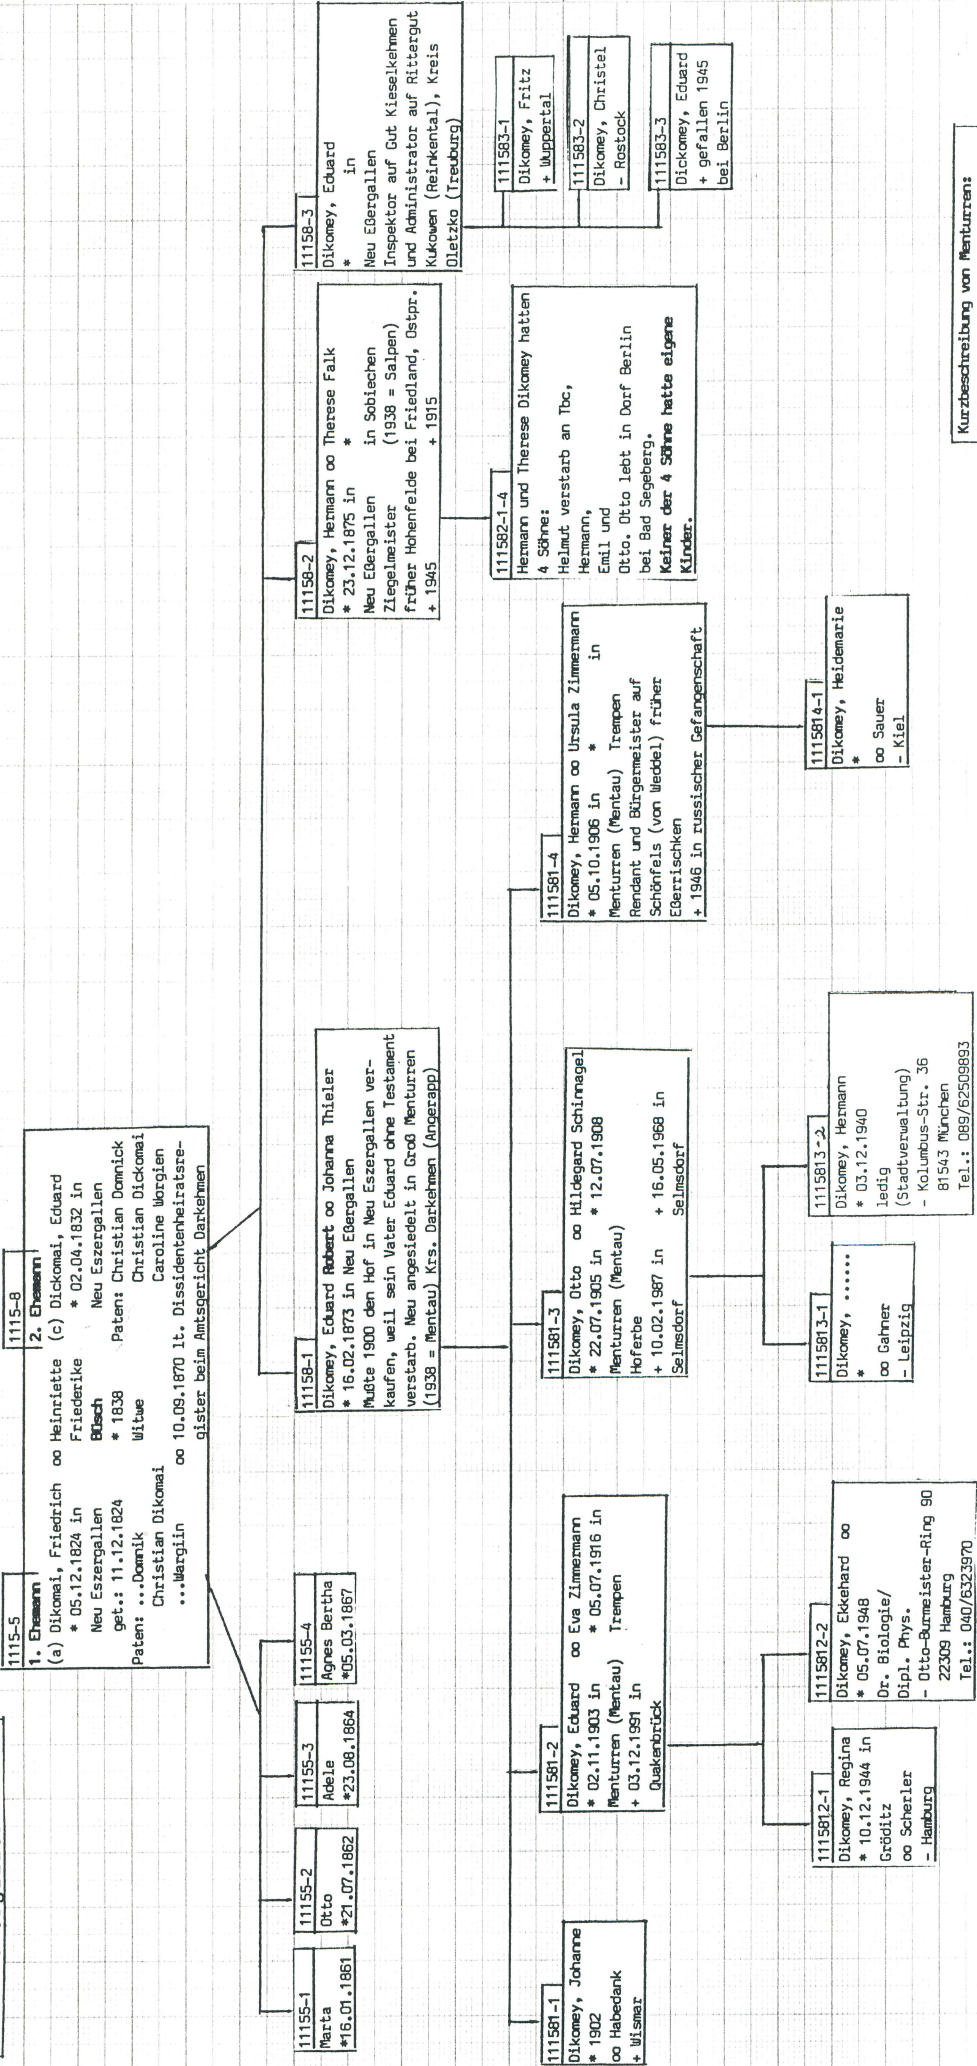 1115-5
1115-8
1. Ehemann
2. Ehemann
(a) Dikomai, Friedrich oo Heinriette (c) Dickomai, Eduard
* 05.12.1824 in Friederike * 02.04.1832 in
Neu Eszergallen Büsch Neu Eszergallen
get.: 11.12.1824 * 1838 Paten: Christian Domnick
Paten: ...Domnik Witwe Christian Dickomai
Christian Dikomai Caroline Worgien
...Wargiin oo 10.09.1870 lt. Dissidentenheiratsre-
gister beim Amtsgericht Darkehmen
11155-1
Marta
*16.01.1861
11155-2
Otto
*21.07.1862
11155-3
Adele
*23.08.1864
11155-4
Agnes Bertha
*05.03.1867
11158-1
Dikomey, Eduard Robert oo Johanna Thieler
* 16.02.1873 in Neu Eßergallen
Mußte 1900 den Hof in Neu Eszergallen ver-
kaufen, weil sein Vater Eduard ohne Testament
verstarb. Neu angesiedelt in Groß Menturren
(1938 = Mentau) Krs. Darkehmen (Angerapp)
11158-2
Dikomey, Hermann oo Therese Falk
* 23.12.1875 in *
Neu Eßergallen in Sobiechen
Ziegelmeister (1938 = Salpen)
früher Hohenfelde bei Friedland, Ostpr.
+ 1945 + 1915
11158-3
Dikomey, Eduard
* in
Neu Eßergallen
Inspektor auf Gut Kieselkehmen
und Administrator auf Rittergut
Kukowen (Reinkental), Kreis
Oletzko (Treuburg)
111581-1
Dikomey, Johanne
* 1902
oo Habedank
+ Wismar
111581-2
Dikomey, Eduard oo Eva Zimmermann
* 02.11.1903 in * 05.07.1916 in
Menturren (Mentau) Trempen
+ 03.12.1991 in
Quakenbrück
111581-3
Dikomey, Otto oo Hildegard Schinnagel
* 22.07.1905 in * 12.07.1908
Menturren (Mentau)
Hoferbe
+ 10.02.1987 in + 16.05.1968 in
Selmsdorf Selmsdorf
111581-4
Dikomey, Hermann oo Ursula Zimmermann
* 05.10.1906 in * in
Menturren (Mentau) Trempen
Rendant und Bürgermeister auf
Schönfels (von Weddel) früher
Eßerrischken
+ 1946 in russischer Gefangenschaft
111582-1-4
Hermann und Therese Dikomey hatten
4 Söhne:
Helmut verstarb an Tbc,
Hermann,
Emil und
Otto. Otto lebt in Dorf Berlin
bei Bad Segeberg.
Keiner der 4 Söhne hatte eigene
Kinder.
111583-1
Dikomey, Fritz
+ Wuppertal
111583-2
Dikomey, Christel
- Rostock
111583-3
Dickomey, Eduard
+ gefallen 1945
bei Berlin
1115812-1
Dikomey, Regina
* 10.12.1944 in
Gröditz
oo Scherler
- Hamburg
1115812-2
Dikomey, Ekkehard oo
* 05.07.1948
Dr. Biologie/
Dipl. Phys.
- Otto-Burmeister-Ring 90
22309 Hamburg
Tel.: 040/6323970
1115813-1
Dikomey, ......
*
oo Gahner
- Leipzig
1115813-2
Dikomey, Hermann
* 03.12.1940
ledig
(Stadtverwaltung)
- Kolumbus-Str. 36
81543 München
Tel.: 089/62509893
1115814-1
Dikomey, Heidemarie
*
oo Sauer
- Kiel
Kurzbeschreibung von Menturren: